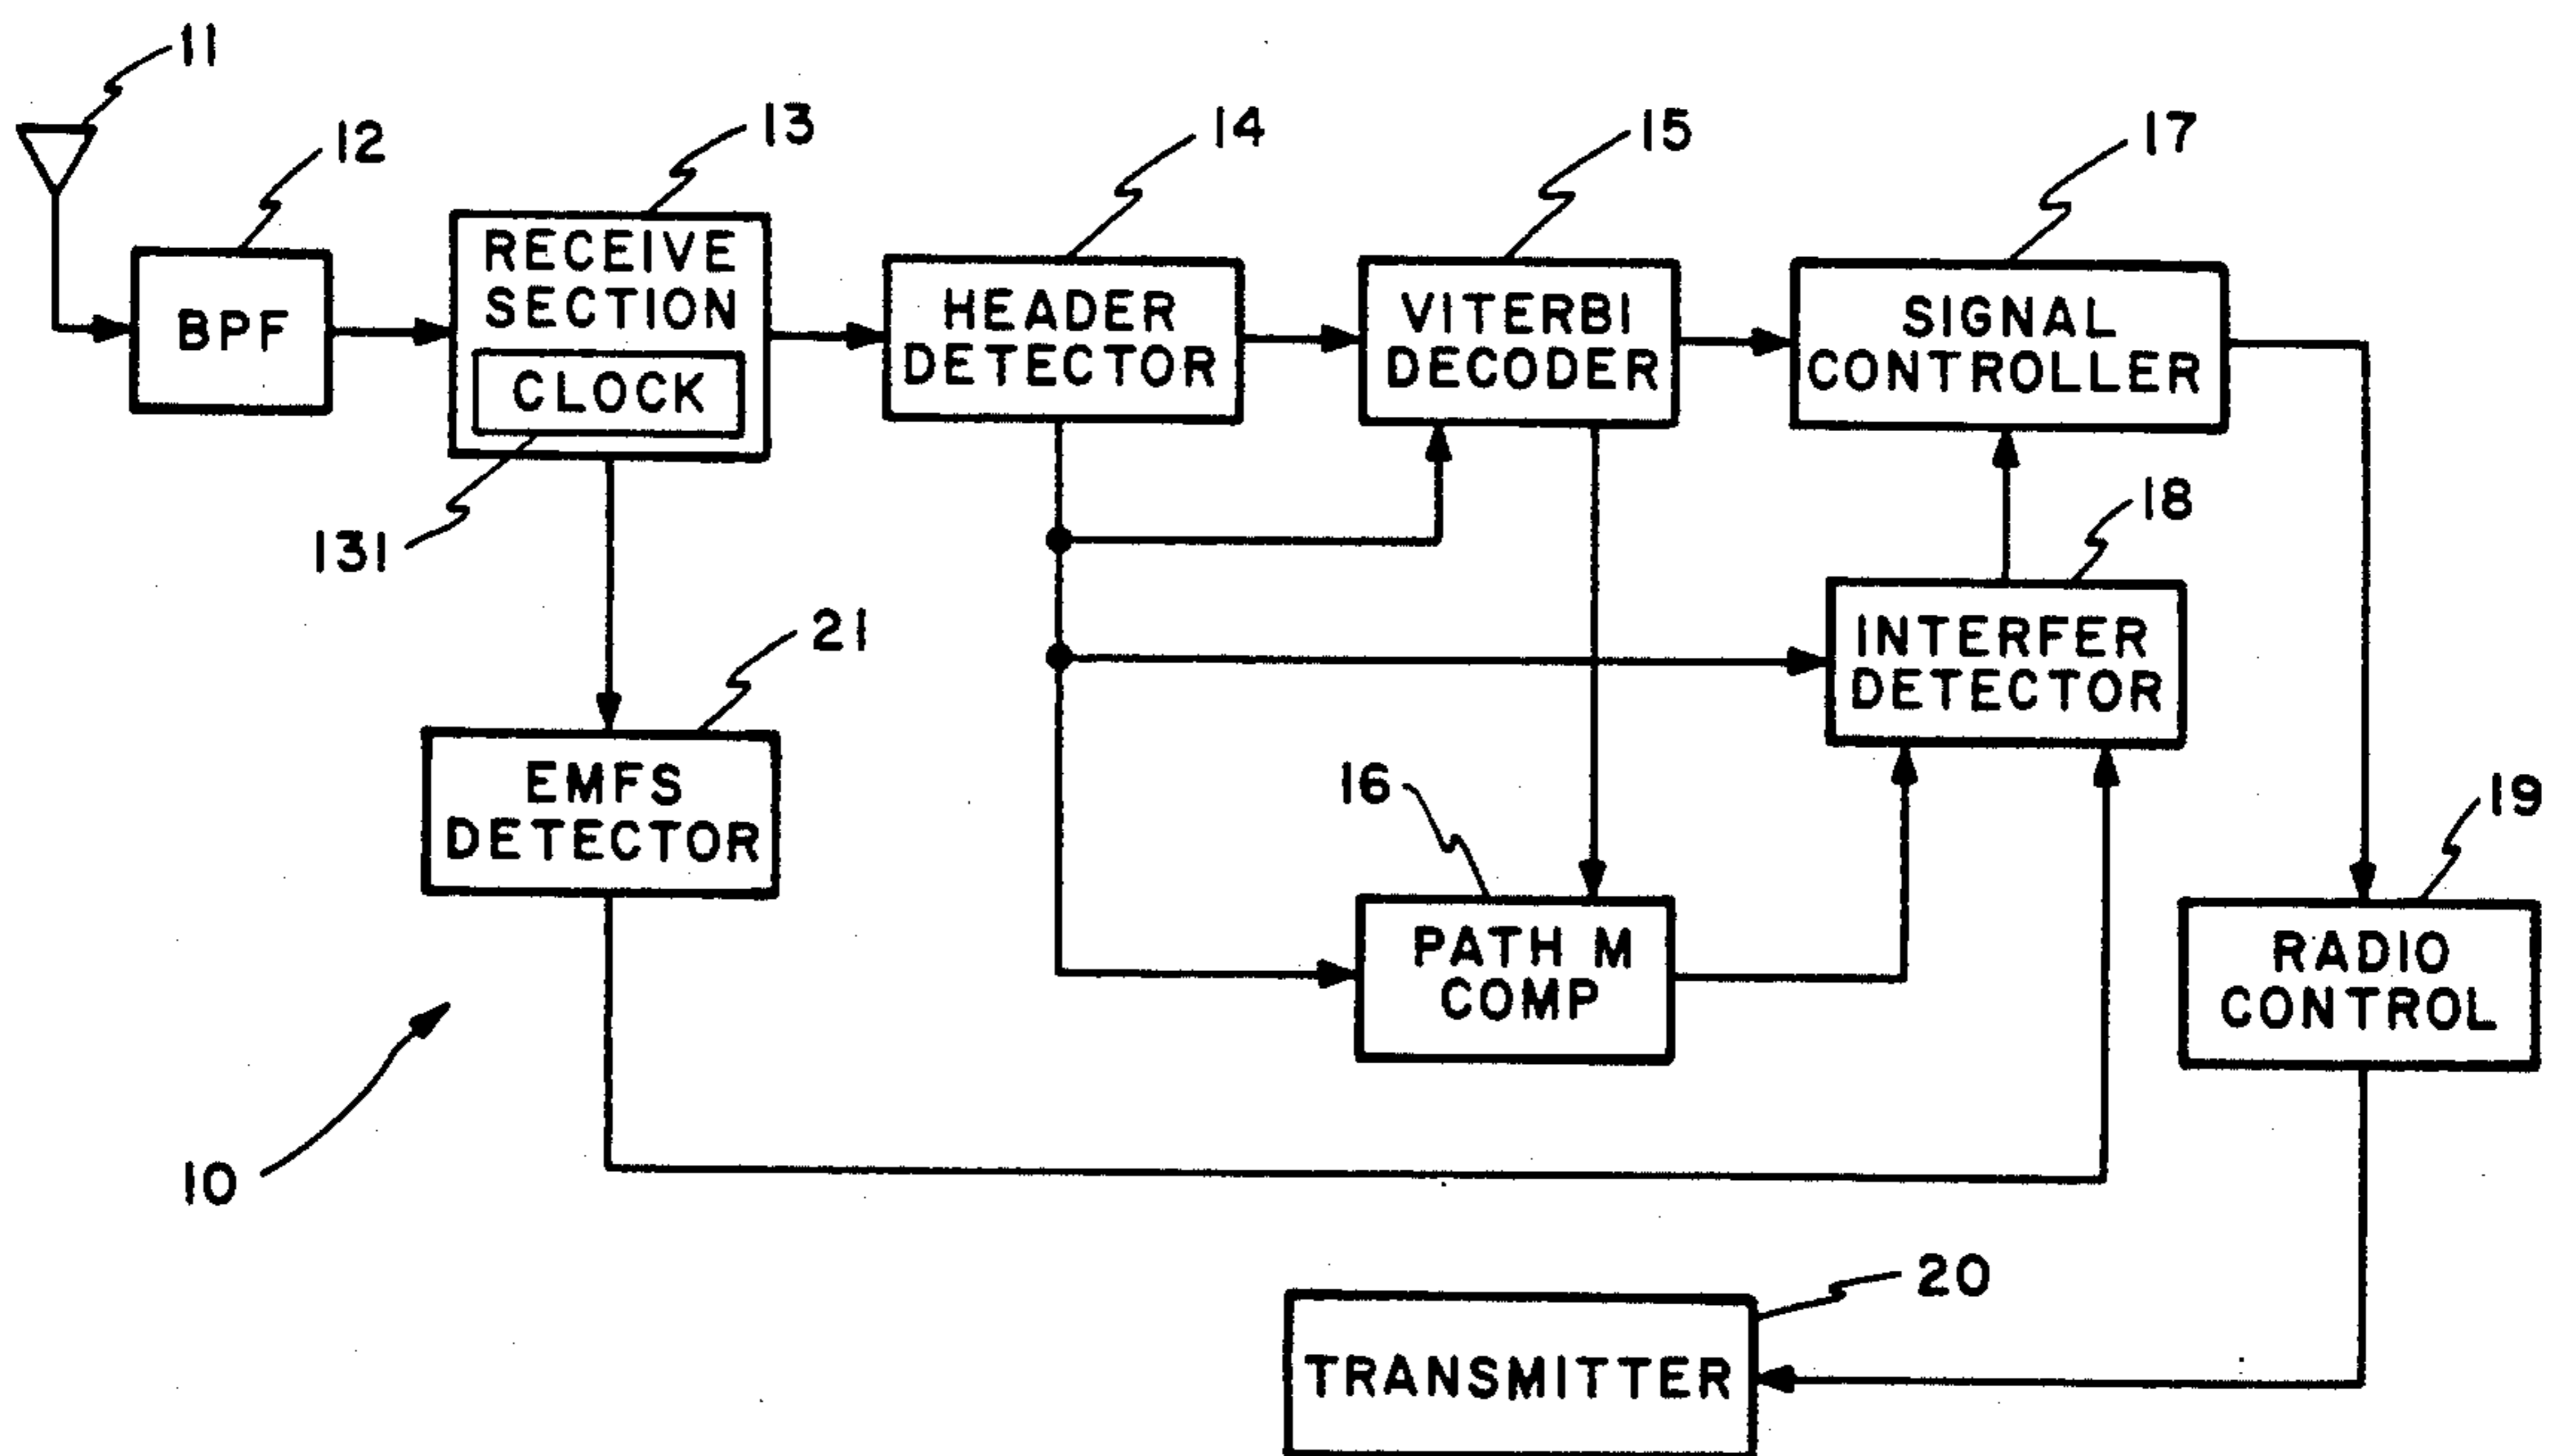 11
12
13
14
15
17
BPF
RECEIVE
SECTION
CLOCK
HEADER
DETECTOR
VITERBI
DECODER
SIGNAL
CONTROLLER
131
18
21
INTERFER
DETECTOR
EMFS
DETECTOR
16
19
PATH M
COMP
RADIO
CONTROL
10
20
TRANSMITTER